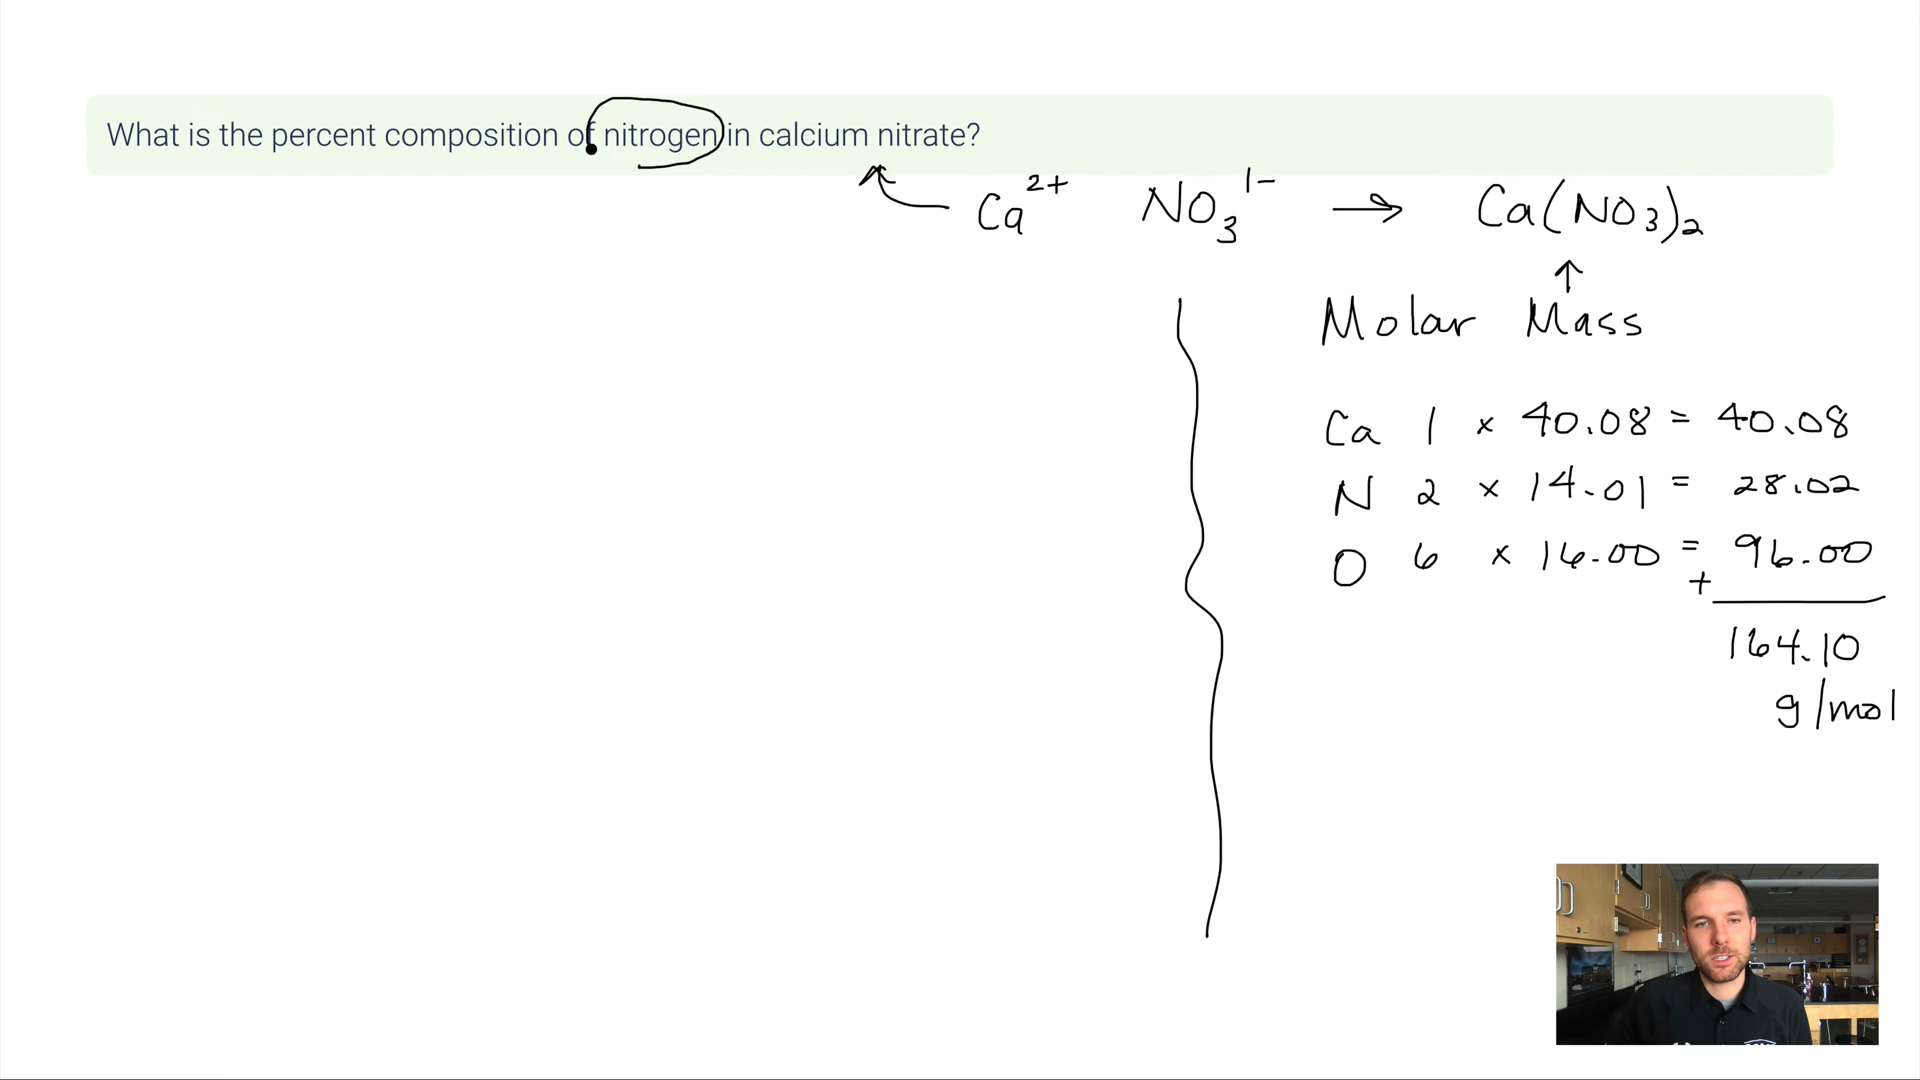 What is the percent composition of nitrogen in calcium nitrate?
Ca²⁺ NO₃¹⁻ → Ca(NO₃)₂
↑
Molar Mass
Ca 1 × 40.08 = 40.08
N 2 × 14.01 = 28.02
O 6 × 16.00 = 96.00
+
164.10
g/mol